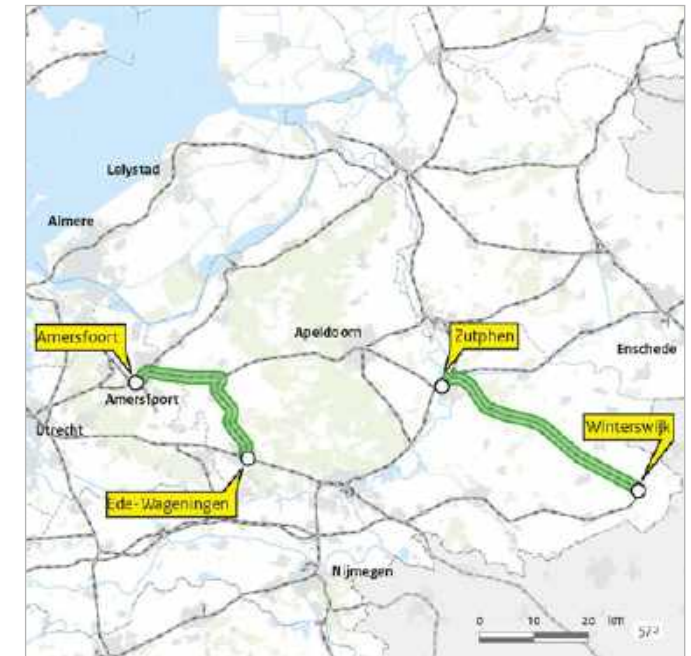 Lelystad
Almere
Amersfoort
Apeldoorn
Zutphen
Enschede
Amersfoort
Utrecht
Winterswijk
Ede-Wageningen
Nijmegen
0 10 20 km